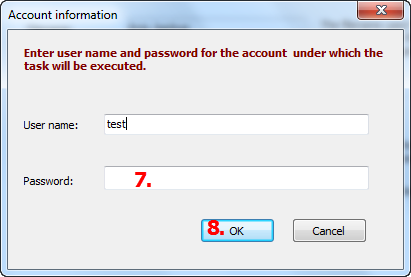 Account information
Enter user name and password for the account under which the
task will be executed.
User name: test
Password: 7.
8. OK Cancel